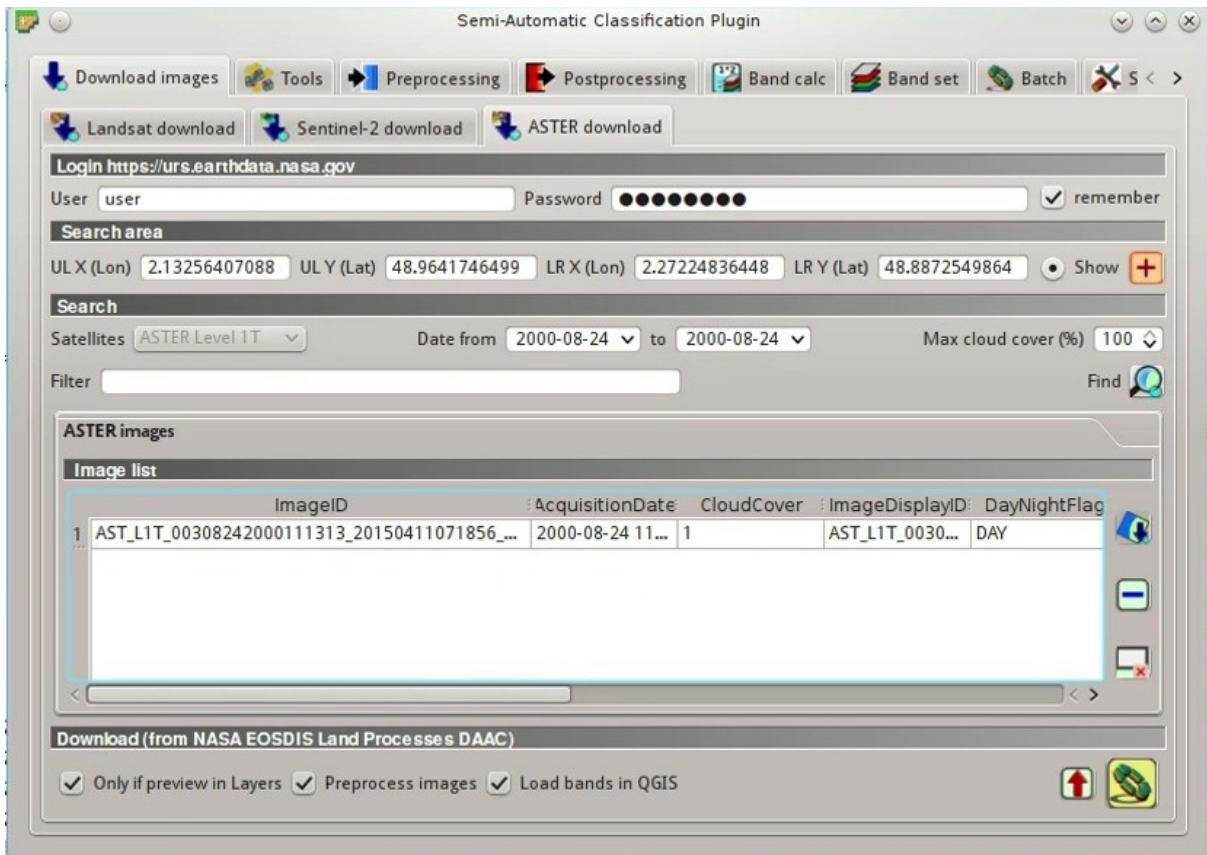 Semi-Automatic Classification Plugin
Download images Tools Preprocessing Postprocessing Band calc Band set Batch S
Landsat download Sentinel-2 download ASTER download
Login https://urs.earthdata.nasa.gov
User user Password ●●●●●●●● remember
Search area
UL X (Lon) 2.13256407088 UL Y (Lat) 48.9641746499 LR X (Lon) 2.27224836448 LR Y (Lat) 48.8872549864 Show
Search
Satellites ASTER Level 1T Date from 2000-08-24 to 2000-08-24 Max cloud cover (%) 100
Filter Find
ASTER images
Image list
ImageID AcquisitionDate CloudCover ImageDisplayID DayNightFlag
1 AST_L1T_00308242000111313_20150411071856_... 2000-08-24 11... 1 AST_L1T_0030... DAY
Download (from NASA EOSDIS Land Processes DAAC)
Only if preview in Layers Preprocess images Load bands in QGIS